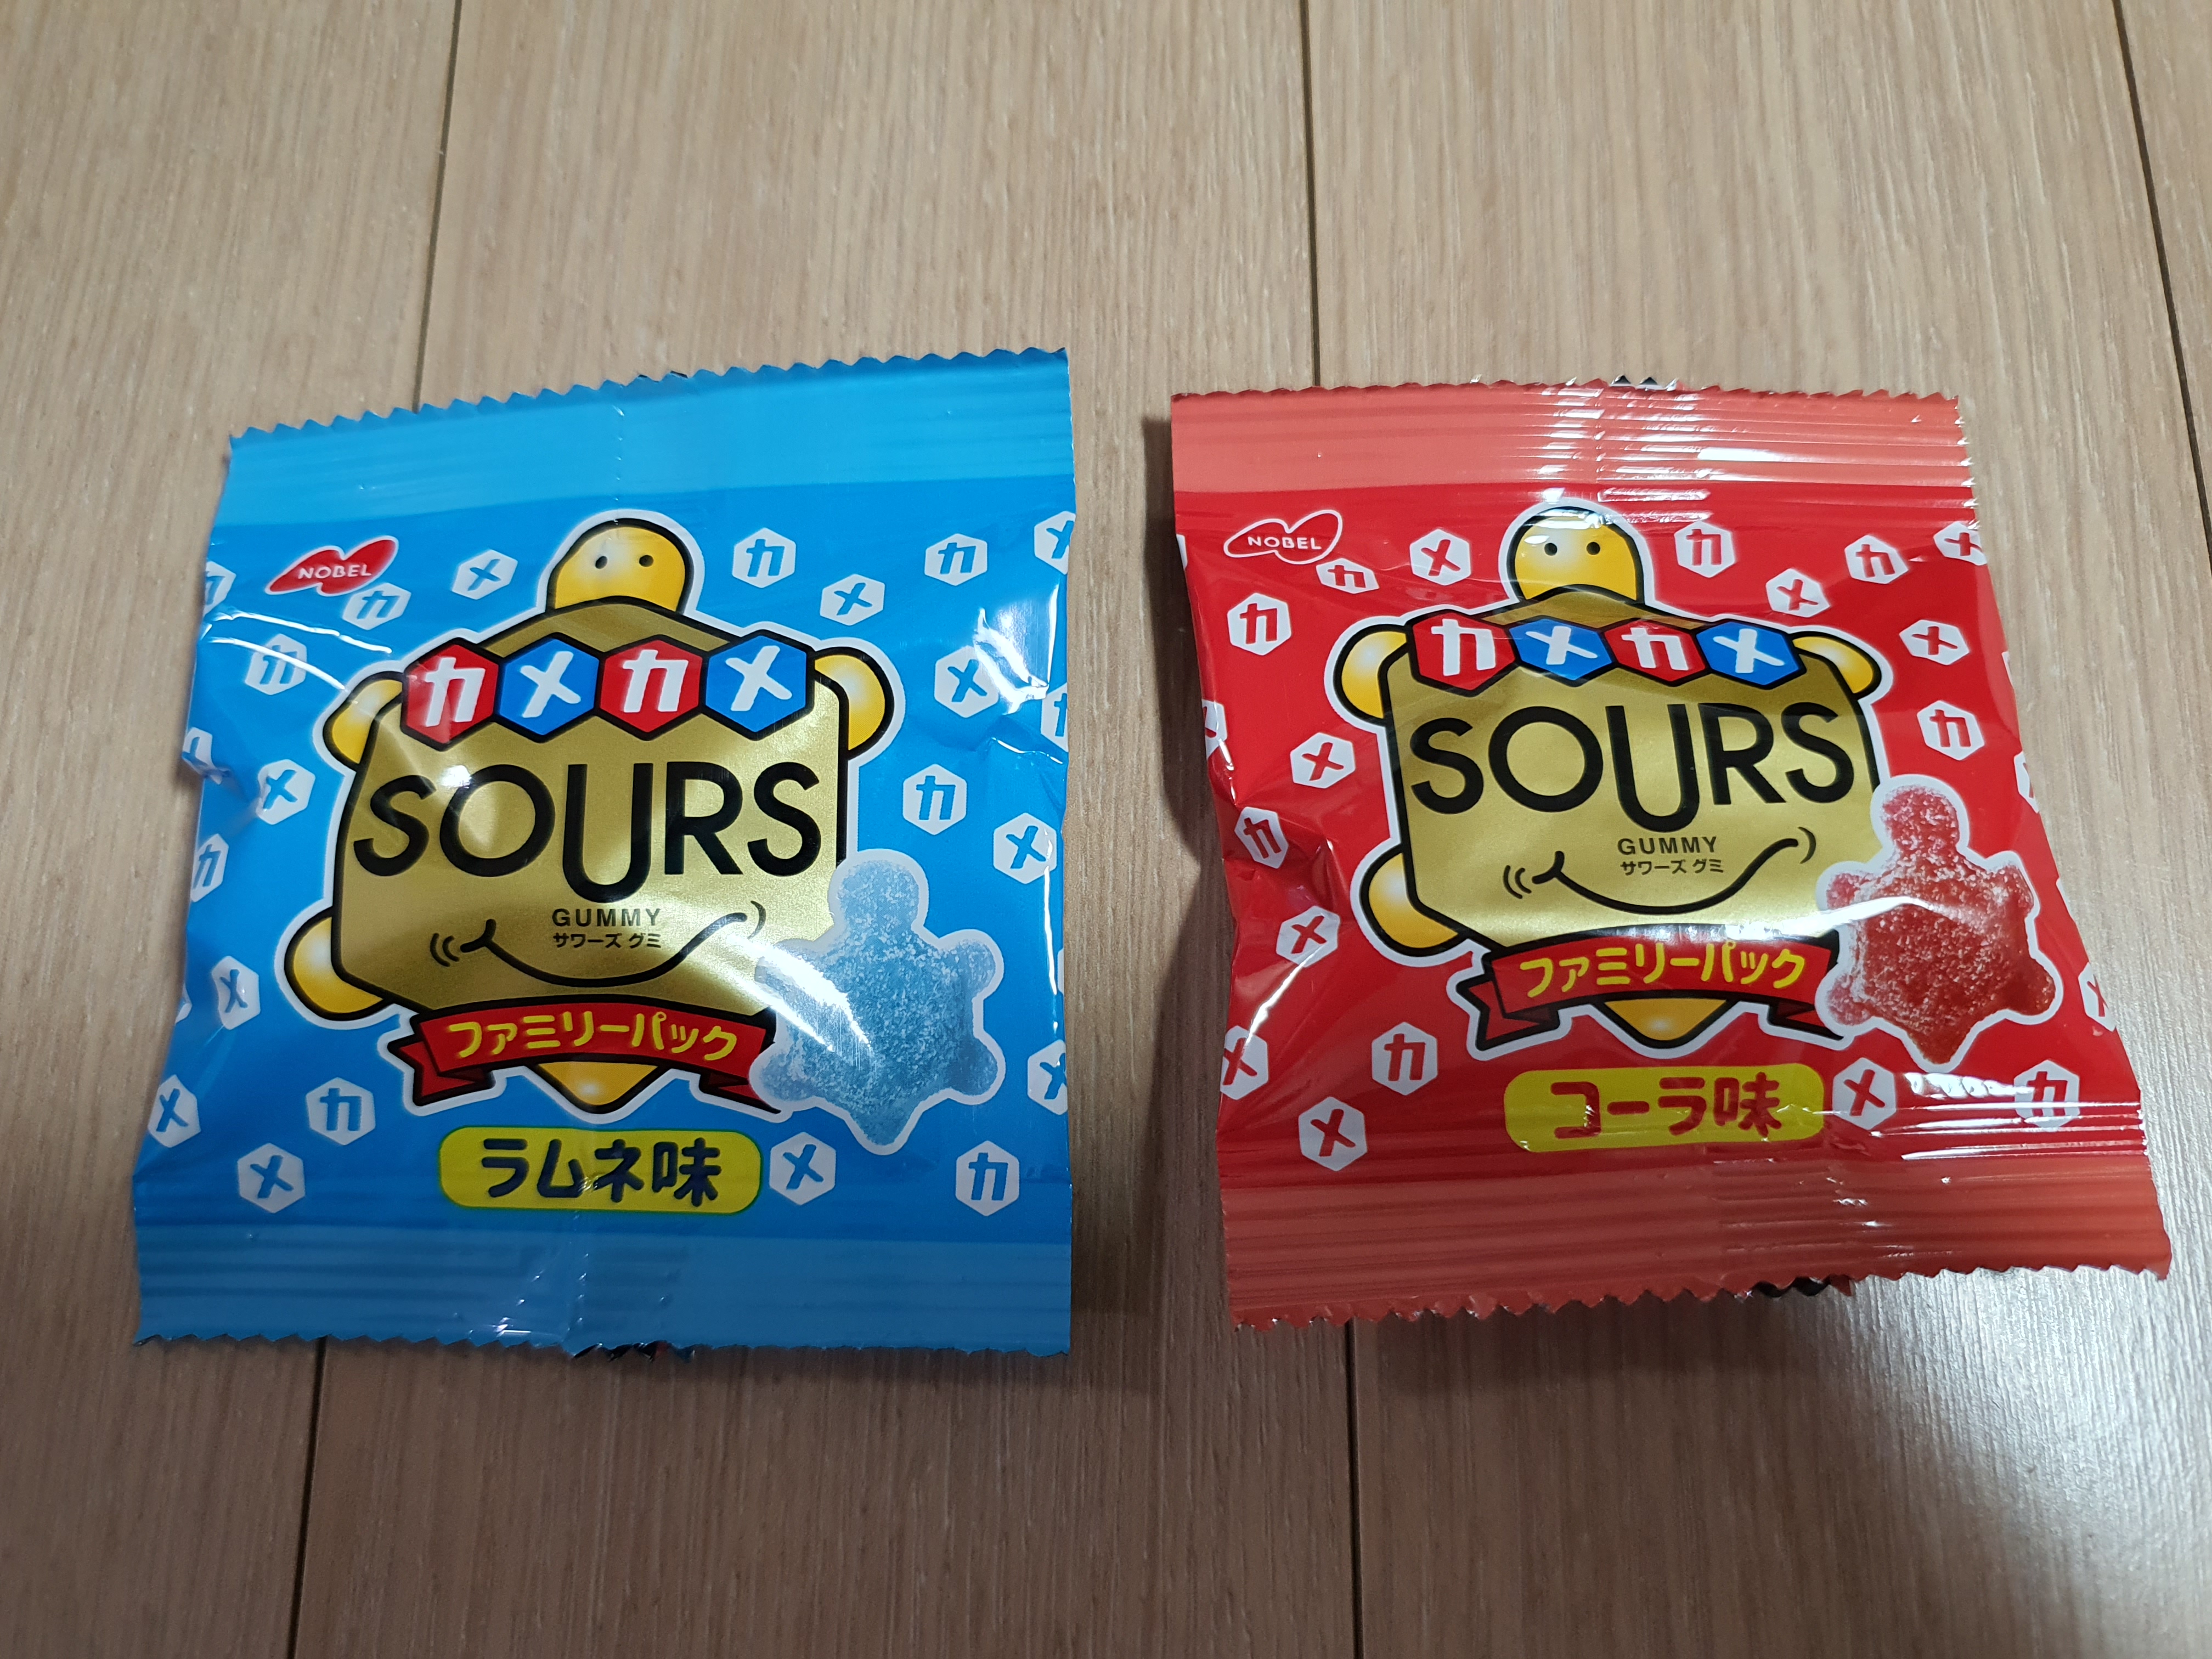 NOBEL
カメカメ
SOURS
GUMMY
サワーズ グミ
ファミリーパック
ラムネ味
NOBEL
カメカメ
SOURS
GUMMY
サワーズ グミ
ファミリーパック
コーラ味